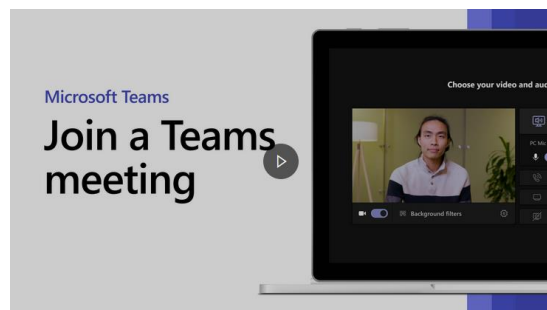 Microsoft Teams
Join a Teams
meeting
Choose your video and aud
PC Mic
Background filters